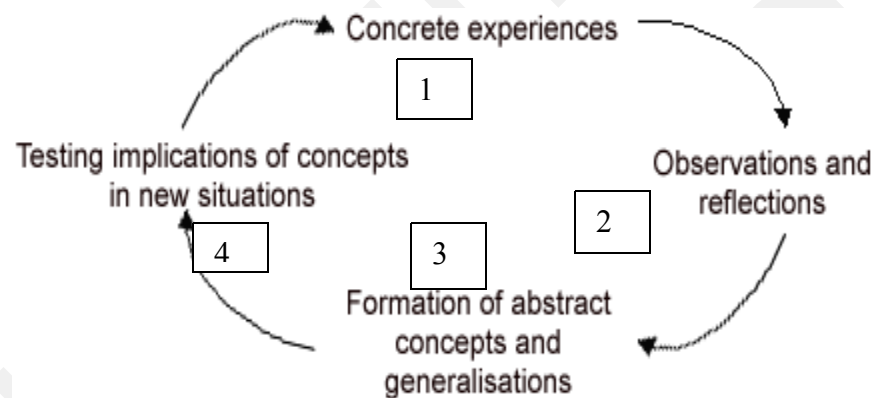 Concrete experiences
1
Observations and
reflections
2
3
Formation of abstract
concepts and
generalisations
Testing implications of concepts
in new situations
4